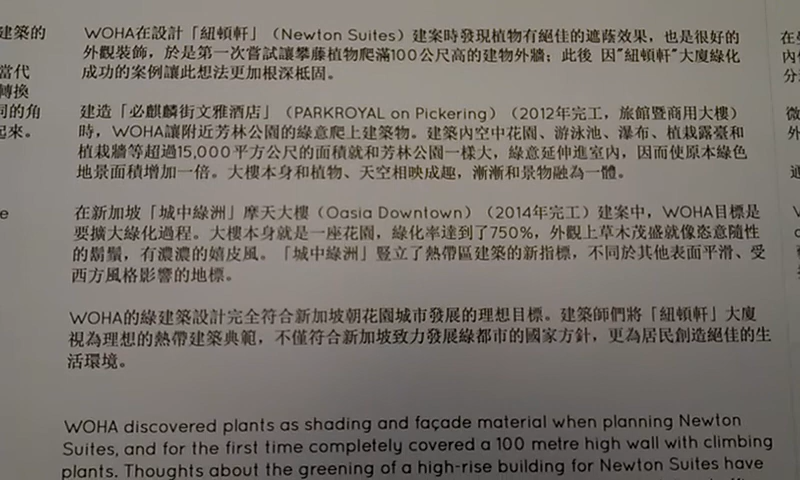 建築的
當代
轉換
同的角
起來。
e
WOHA在設計「紐頓軒」（Newton Suites）建案時發現植物有絕佳的遮蔭效果，也是很好的
外觀裝飾，於是第一次嘗試讓攀藤植物爬滿100公尺高的建物外牆；此後 因"紐頓軒"大廈綠化
成功的案例讓此想法更加根深柢固。
建造「必麒麟街文雅酒店」（PARKROYAL on Pickering）（2012年完工，旅館暨商用大樓）
時，WOHA讓附近芳林公園的綠意爬上建築物。建築內空中花園、游泳池、瀑布、植栽露臺和
植栽牆等超過15,000平方公尺的面積就和芳林公園一樣大，綠意延伸進室內，因而使原本綠色
地景面積增加一倍。大樓本身和植物、天空相映成趣，漸漸和景物融為一體。
在新加坡「城中綠洲」摩天大樓（Oasia Downtown）（2014年完工）建案中，WOHA目標是
要擴大綠化過程。大樓本身就是一座花園，綠化率達到了750%，外觀上草木茂盛就像恣意隨性
的鬍鬚，有濃濃的嬉皮風。「城中綠洲」豎立了熱帶區建築的新指標，不同於其他表面平滑、受
西方風格影響的地標。
WOHA的綠建築設計完全符合新加坡朝花園城市發展的理想目標。建築師們將「紐頓軒」大廈
視為理想的熱帶建築典範，不僅符合新加坡致力發展綠都市的國家方針，更為居民創造絕佳的生
活環境。
WOHA discovered plants as shading and façade material when planning Newton
Suites, and for the first time completely covered a 100 metre high wall with climbing
plants. Thoughts about the greening of a high-rise building for Newton Suites have